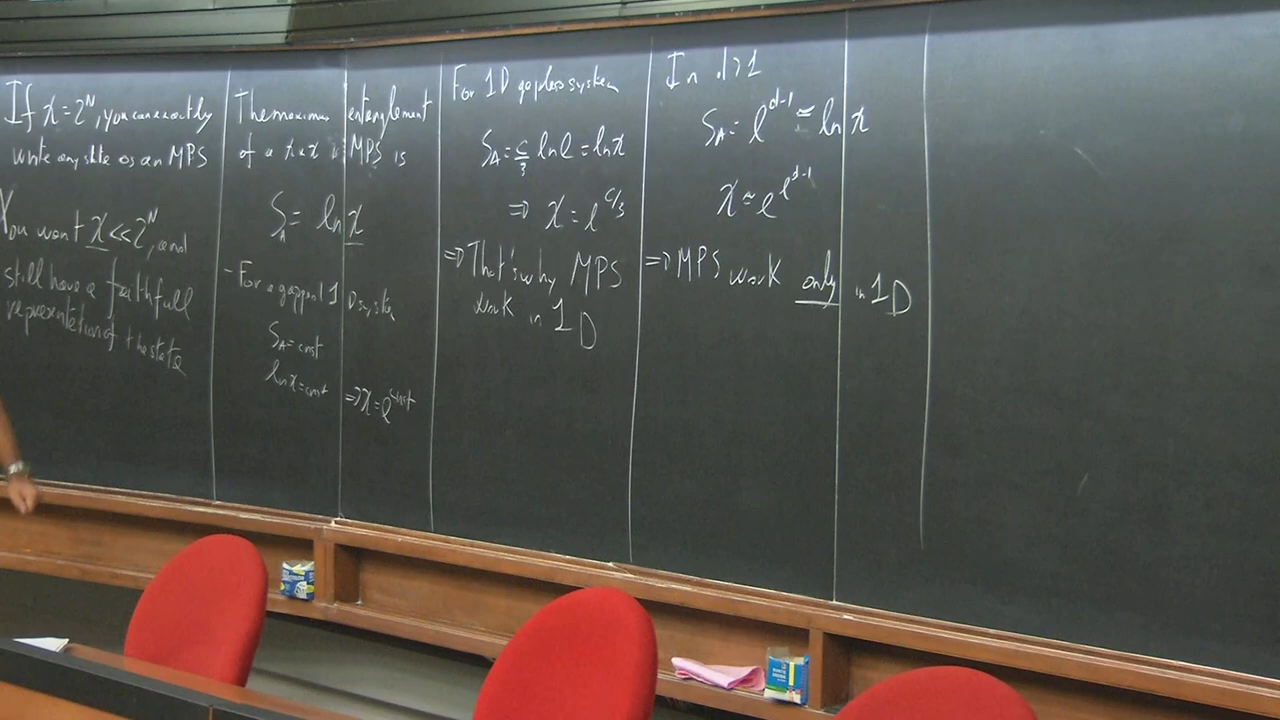 If χ = 2^N, you can exactly
write any state as an MPS
You want χ << 2^N, and
still have a faithfull
representation of the state
The maximum entanglement
of a χ x χ MPS is
S_A = ln χ
- For a gapped 1D system
S_A = const
ln χ = const ⇒ χ = e^const
For 1D gapless system
S_A = c/3 ln l = ln χ
⇒ χ = l^c/3
⇒ That's why MPS
work in 1D
In d>1
S_A = l^d-1 ≃ ln χ
χ ≃ e^l^d-1
⇒ MPS work only in 1D